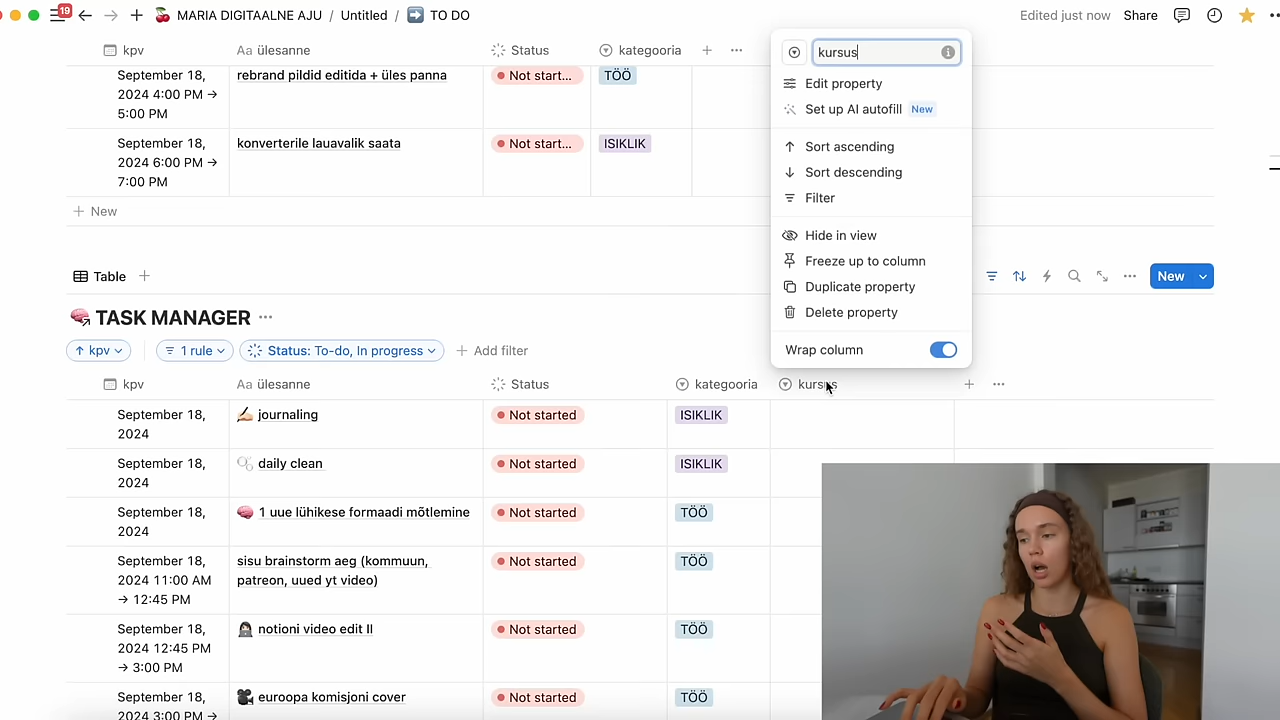 19
MARIA DIGITAALNE AJU / Untitled / TO DO
Edited just now
Share
kpv
Aa ülesanne
Status
kategooria
September 18,
2024 4:00 PM →
5:00 PM
rebrand pildid editida + üles panna
Not start...
TÖÖ
September 18,
2024 6:00 PM →
7:00 PM
konverterile lauavalik saata
Not start...
ISIKLIK
+ New
kursus
Edit property
Set up AI autofill New
Sort ascending
Sort descending
Filter
Hide in view
Freeze up to column
Duplicate property
Delete property
Wrap column
Table
New
TASK MANAGER
↑ kpv
1 rule
Status: To-do, In progress
+ Add filter
kpv
Aa ülesanne
Status
kategooria
kursus
September 18,
2024
journaling
Not started
ISIKLIK
September 18,
2024
daily clean
Not started
ISIKLIK
September 18,
2024
1 uue lühikese formaadi mõtlemine
Not started
TÖÖ
September 18,
2024 11:00 AM
→ 12:45 PM
sisu brainstorm aeg (kommuun,
patreon, uued yt video)
Not started
TÖÖ
September 18,
2024 12:45 PM
→ 3:00 PM
notioni video edit II
Not started
TÖÖ
September 18,
2024 3:00 PM →
euroopa komisjoni cover
Not started
TÖÖ